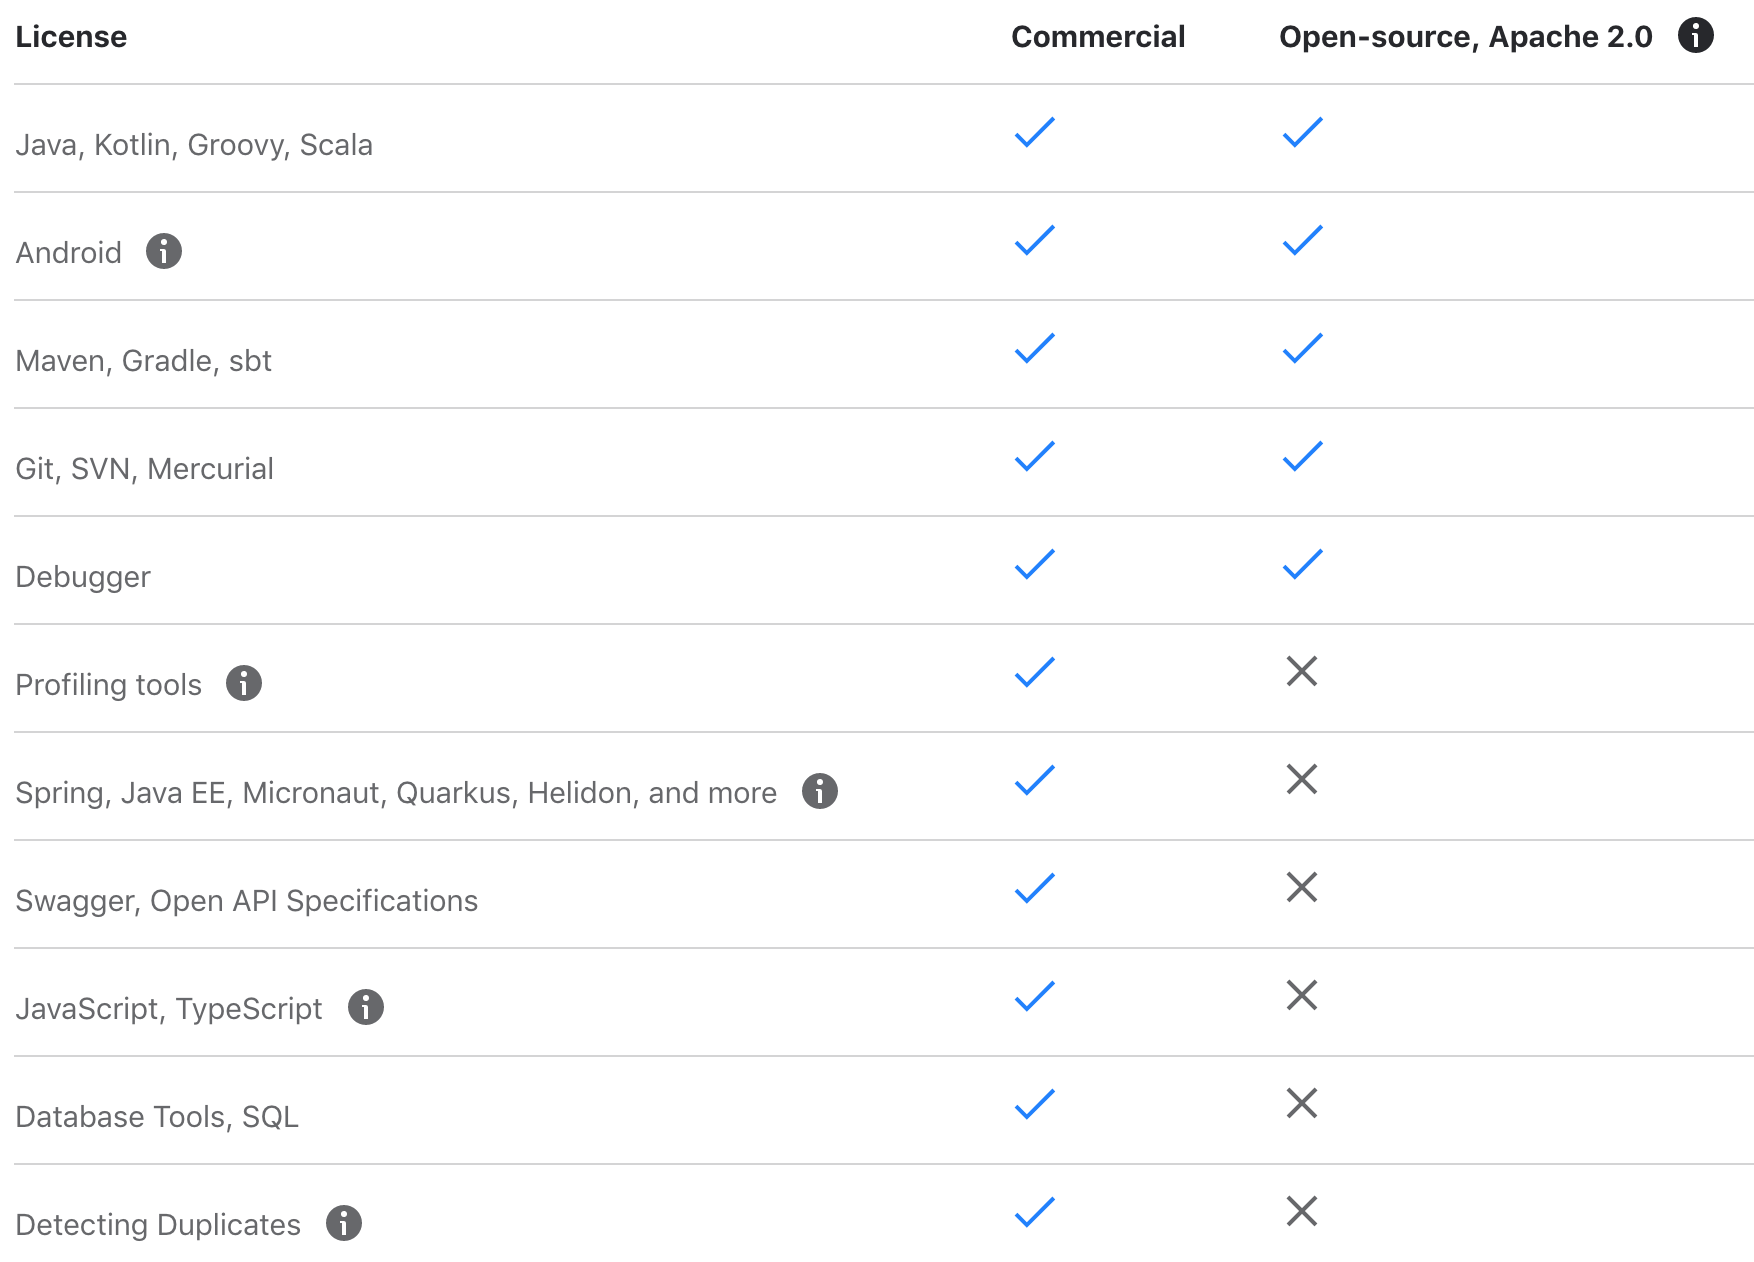 License Commercial Open-source, Apache 2.0
Java, Kotlin, Groovy, Scala
Android
Maven, Gradle, sbt
Git, SVN, Mercurial
Debugger
Profiling tools
Spring, Java EE, Micronaut, Quarkus, Helidon, and more
Swagger, Open API Specifications
JavaScript, TypeScript
Database Tools, SQL
Detecting Duplicates